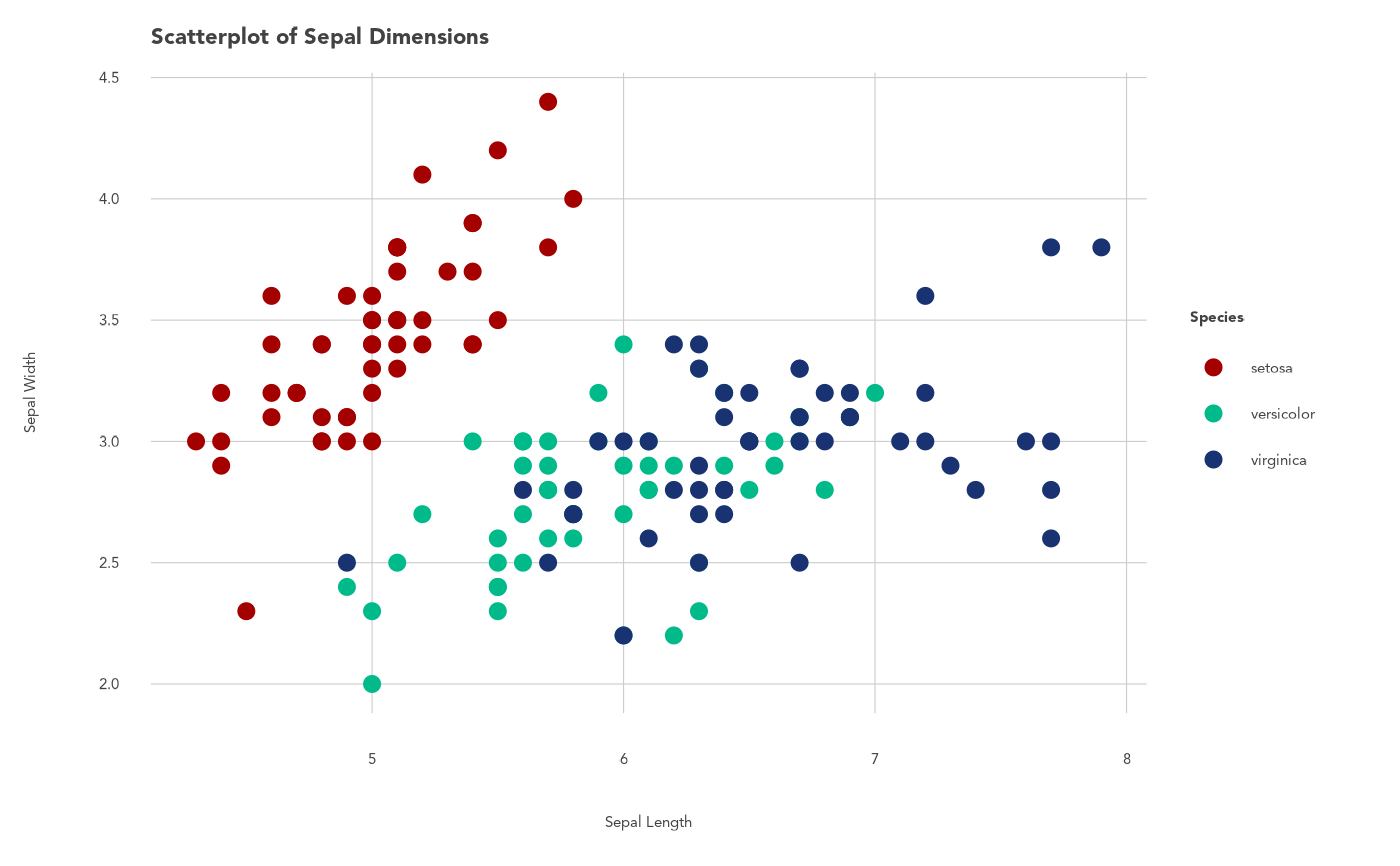 Scatterplot of Sepal Dimensions
4.5
4.0
3.5
3.0
2.5
2.0
Sepal Width
5 6 7 8
Sepal Length
Species
setosa
versicolor
virginica